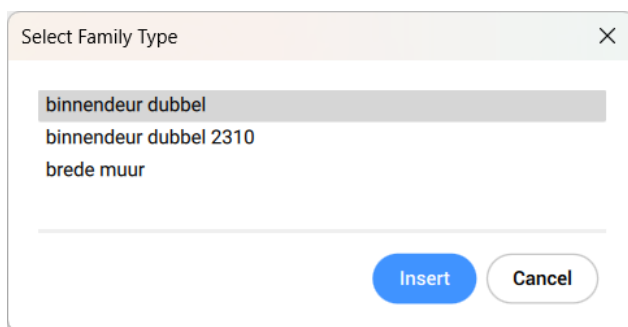 Select Family Type
binnendeur dubbel
binnendeur dubbel 2310
brede muur
Insert
Cancel